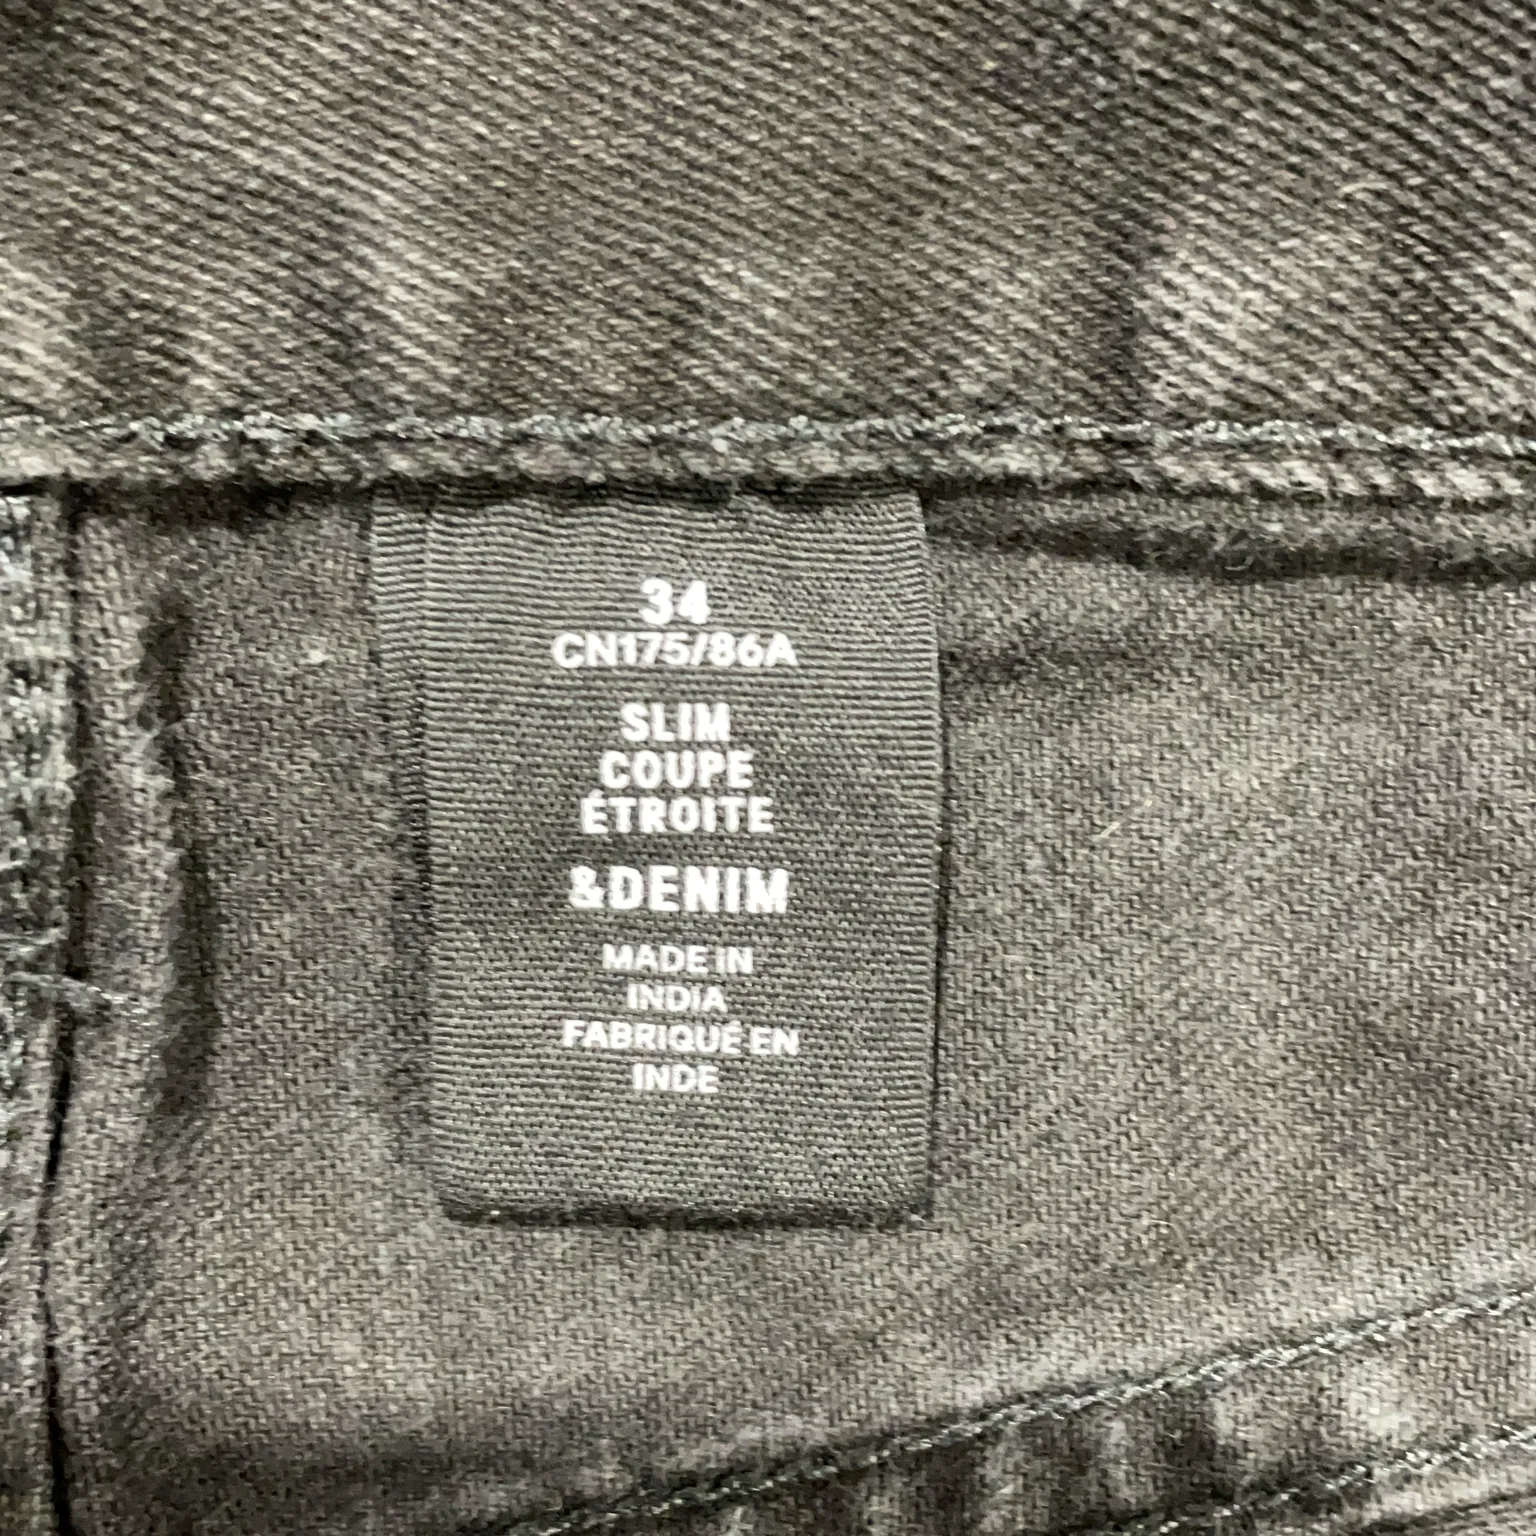 34
CN175/86A
SLIM
COUPE
ÉTROITE
&DENIM
MADE IN
INDIA
FABRIQUÉ EN
INDE